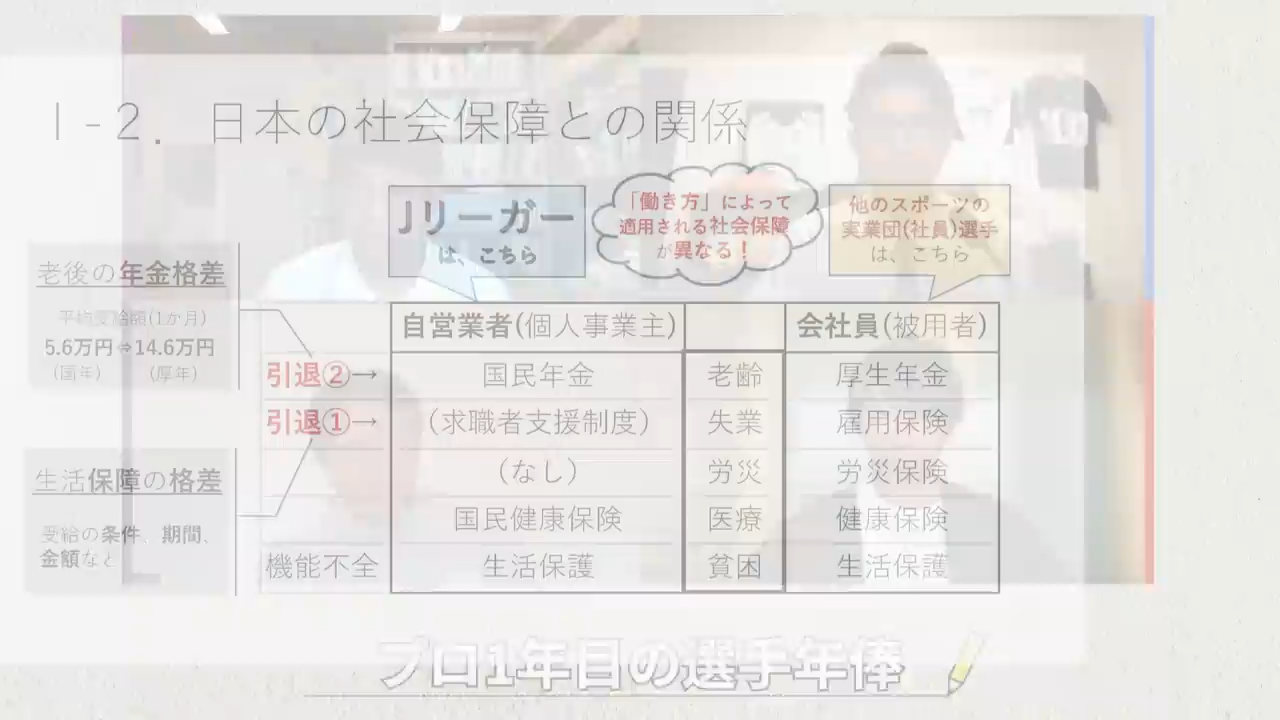 Ⅰ-2. 日本の社会保障との関係
Jリーガー
は、こちら
「働き方」によって
適用される社会保障
が異なる！
他のスポーツの
実業団(社員)選手
は、こちら
老後の年金格差
平均受給額(1か月)
5.6万円⇔14.6万円
(国年) (厚年)
自営業者(個人事業主) 会社員(被用者)
引退②→ 国民年金 老齢 厚生年金
引退①→ (求職者支援制度) 失業 雇用保険
(なし) 労災 労災保険
国民健康保険 医療 健康保険
機能不全 生活保護 貧困 生活保護
生活保障の格差
受給の条件、期間、
金額など
プロ1年目の選手年俸